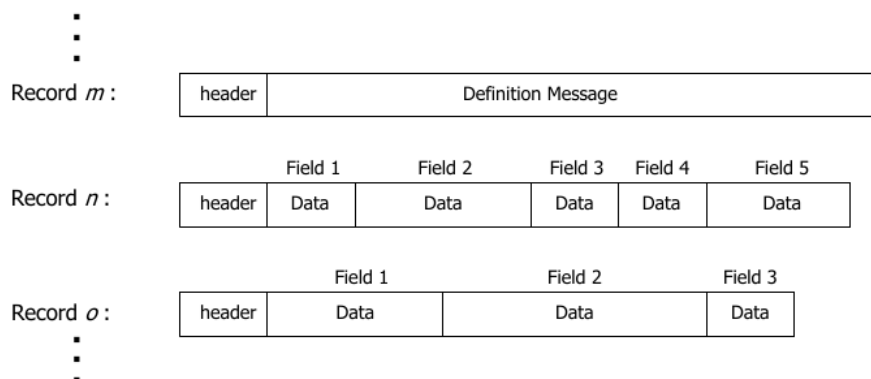 Record m :
header Definition Message
Field 1 Field 2 Field 3 Field 4 Field 5
Record n :
header Data Data Data Data Data
Field 1 Field 2 Field 3
Record o :
header Data Data Data